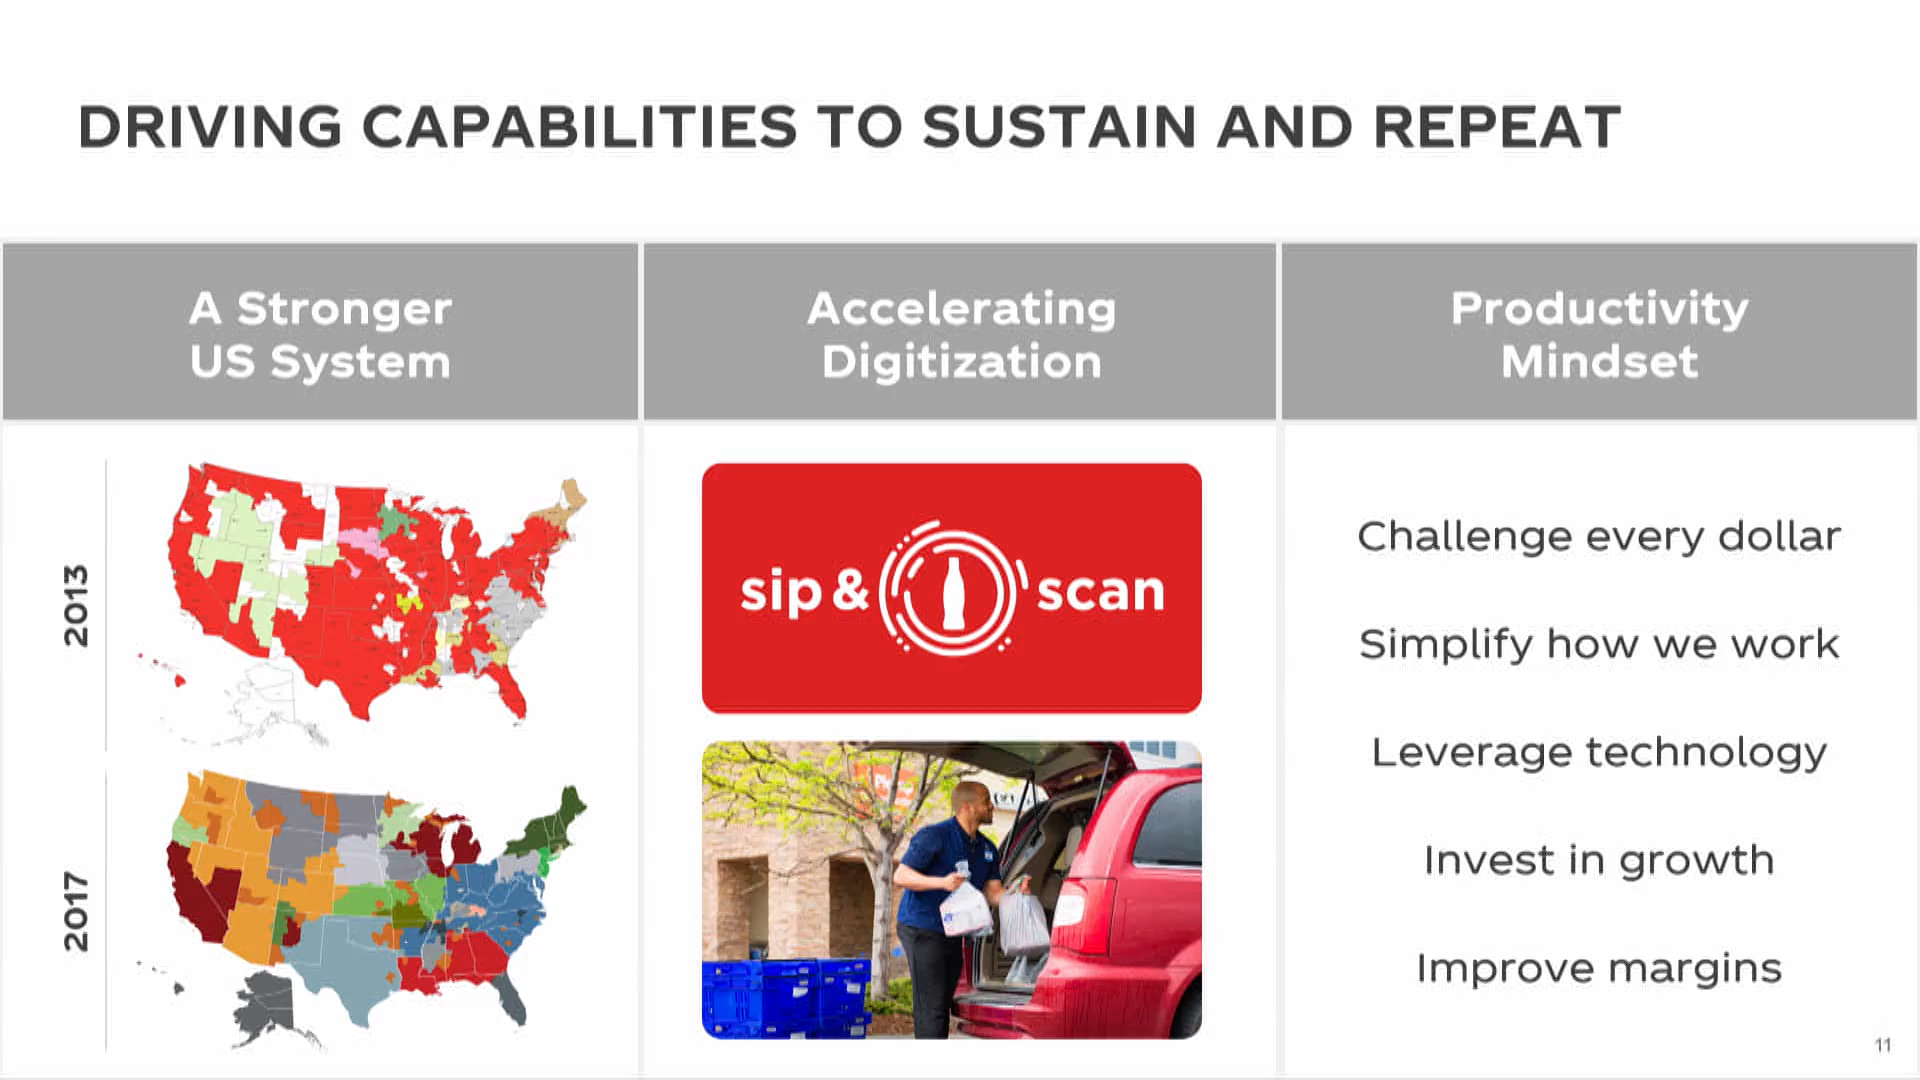 DRIVING CAPABILITIES TO SUSTAIN AND REPEAT
A Stronger
US System
Accelerating
Digitization
Productivity
Mindset
2013
2017
sip & scan
Challenge every dollar
Simplify how we work
Leverage technology
Invest in growth
Improve margins
11